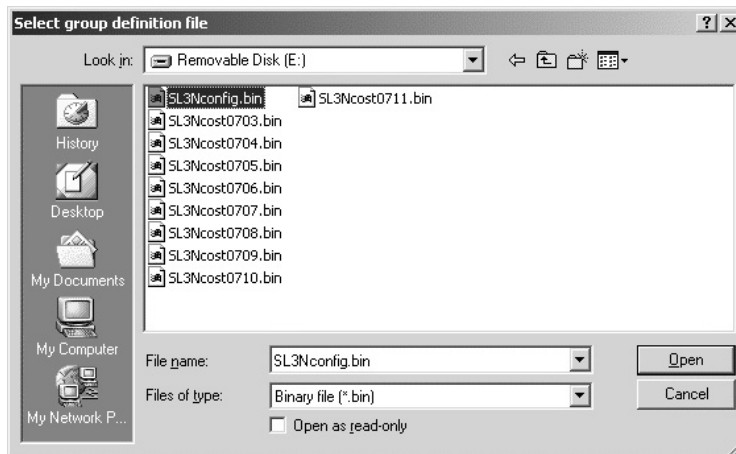 Select group definition file
Look in: Removable Disk (E:)
History
Desktop
My Documents
My Computer
My Network P...
SL3Nconfig.bin
SL3Ncost0703.bin
SL3Ncost0704.bin
SL3Ncost0705.bin
SL3Ncost0706.bin
SL3Ncost0707.bin
SL3Ncost0708.bin
SL3Ncost0709.bin
SL3Ncost0710.bin
SL3Ncost0711.bin
File name: SL3Nconfig.bin Open
Files of type: Binary file (*.bin) Cancel
Open as read-only